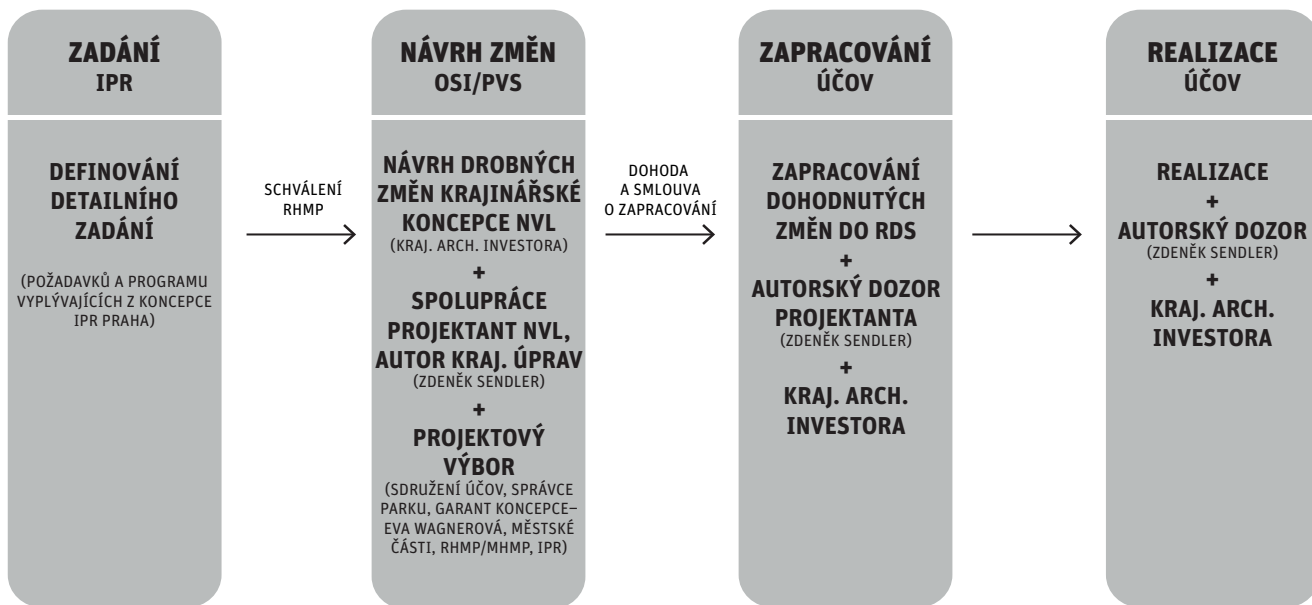 ZADÁNÍ
IPR
DEFINOVÁNÍ
DETAILNÍHO
ZADÁNÍ
(POŽADAVKŮ A PROGRAMU
VYPLÝVAJÍCÍCH Z KONCEPCE
IPR PRAHA)
SCHVÁLENÍ
RHMP
NÁVRH ZMĚN
OSI/PVS
NÁVRH DROBNÝCH
ZMĚN KRAJINÁŘSKÉ
KONCEPCE NVL
(KRAJ. ARCH. INVESTORA)
+
SPOLUPRÁCE
PROJEKTANT NVL,
AUTOR KRAJ. ÚPRAV
(ZDENĚK SENDLER)
+
PROJEKTOVÝ
VÝBOR
(SDRUŽENÍ ÚČOV, SPRÁVCE
PARKU, GARANT KONCEPCE–
EVA WAGNEROVÁ, MĚSTSKÉ
ČÁSTI, RHMP/MHMP, IPR)
DOHODA
A SMLOUVA
O ZAPRACOVÁNÍ
ZAPRACOVÁNÍ
ÚČOV
ZAPRACOVÁNÍ
DOHODNUTÝCH
ZMĚN DO RDS
+
AUTORSKÝ DOZOR
PROJEKTANTA
(ZDENĚK SENDLER)
+
KRAJ. ARCH.
INVESTORA
REALIZACE
ÚČOV
REALIZACE
+
AUTORSKÝ DOZOR
(ZDENĚK SENDLER)
+
KRAJ. ARCH.
INVESTORA